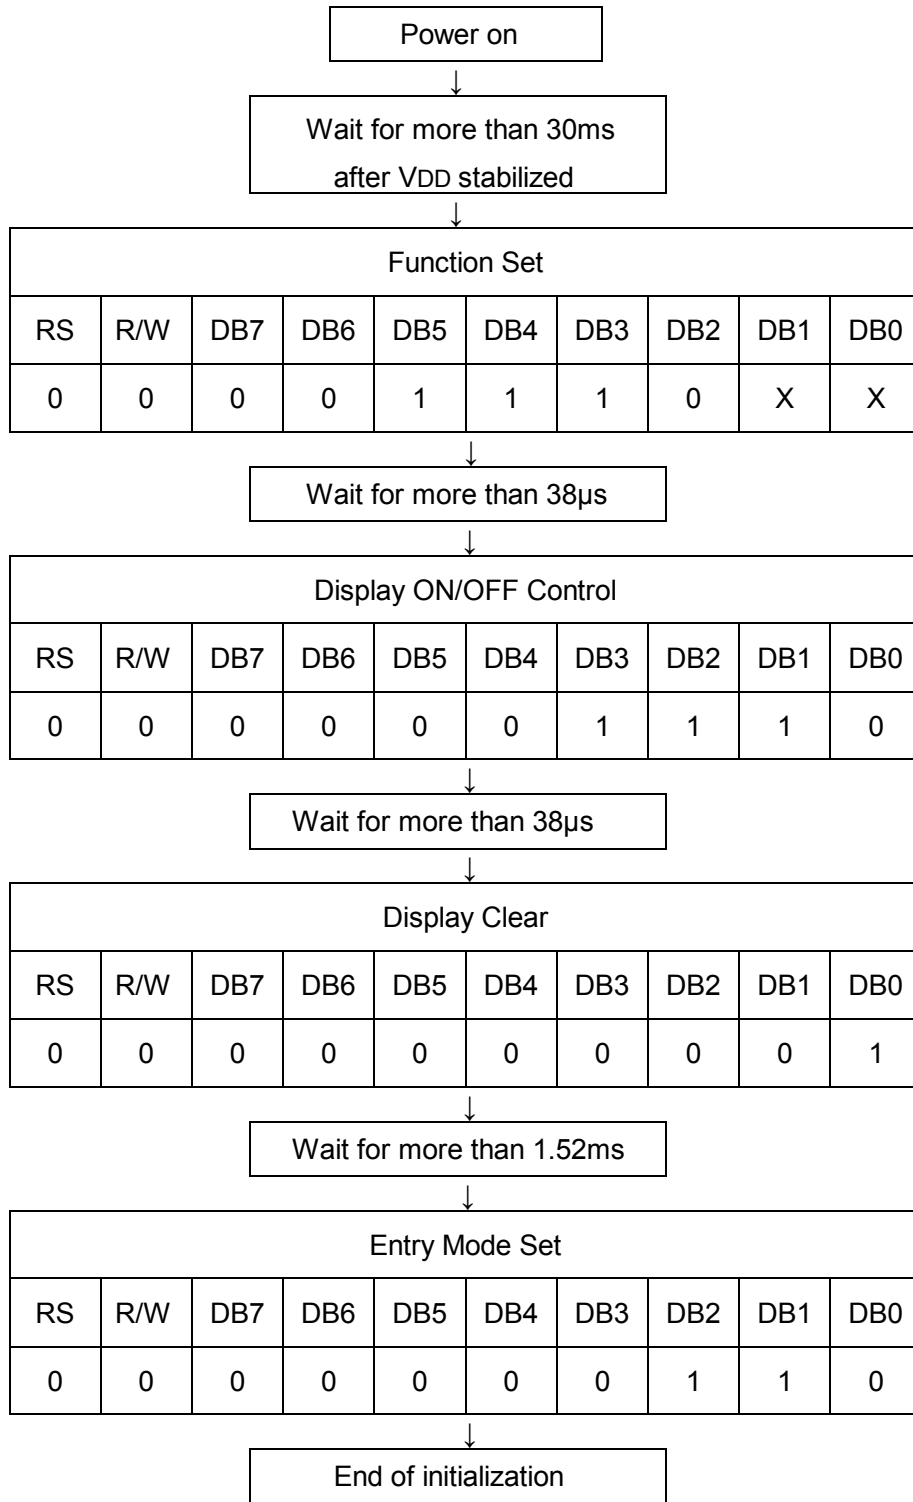 Power on
↓
Wait for more than 30ms
after VDD stabilized
↓
Function Set
RS R/W DB7 DB6 DB5 DB4 DB3 DB2 DB1 DB0
0 0 0 0 1 1 1 0 X X
↓
Wait for more than 38µs
↓
Display ON/OFF Control
RS R/W DB7 DB6 DB5 DB4 DB3 DB2 DB1 DB0
0 0 0 0 0 0 1 1 1 0
↓
Wait for more than 38µs
↓
Display Clear
RS R/W DB7 DB6 DB5 DB4 DB3 DB2 DB1 DB0
0 0 0 0 0 0 0 0 0 1
↓
Wait for more than 1.52ms
↓
Entry Mode Set
RS R/W DB7 DB6 DB5 DB4 DB3 DB2 DB1 DB0
0 0 0 0 0 0 0 1 1 0
↓
End of initialization